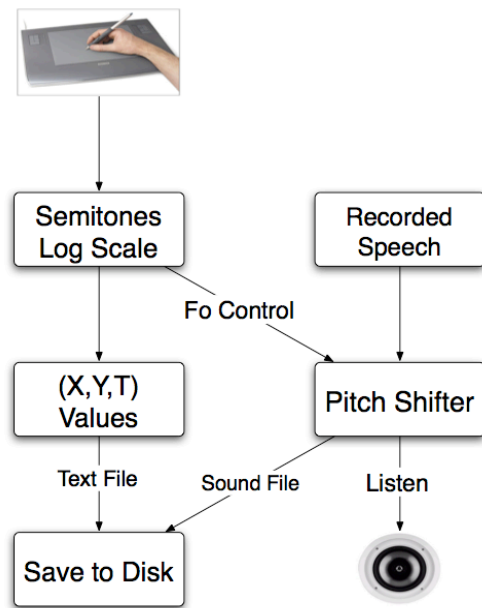 Semitones
Log Scale
Recorded
Speech
Fo Control
(X,Y,T)
Values
Pitch Shifter
Text File
Sound File
Listen
Save to Disk